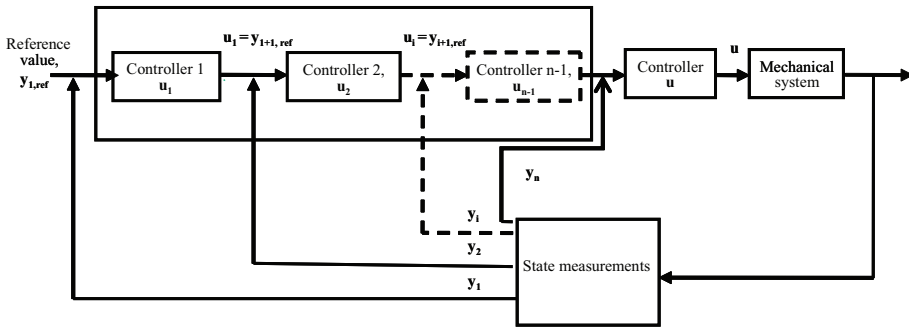 Reference
value,
y1,ref
u1=y1+1, ref
ui=yi+1,ref
Controller 1
u1
Controller 2,
u2
Controller n-1,
un-1
Controller
u
u
Mechanical
system
yn
yi
y2
y1
State measurements